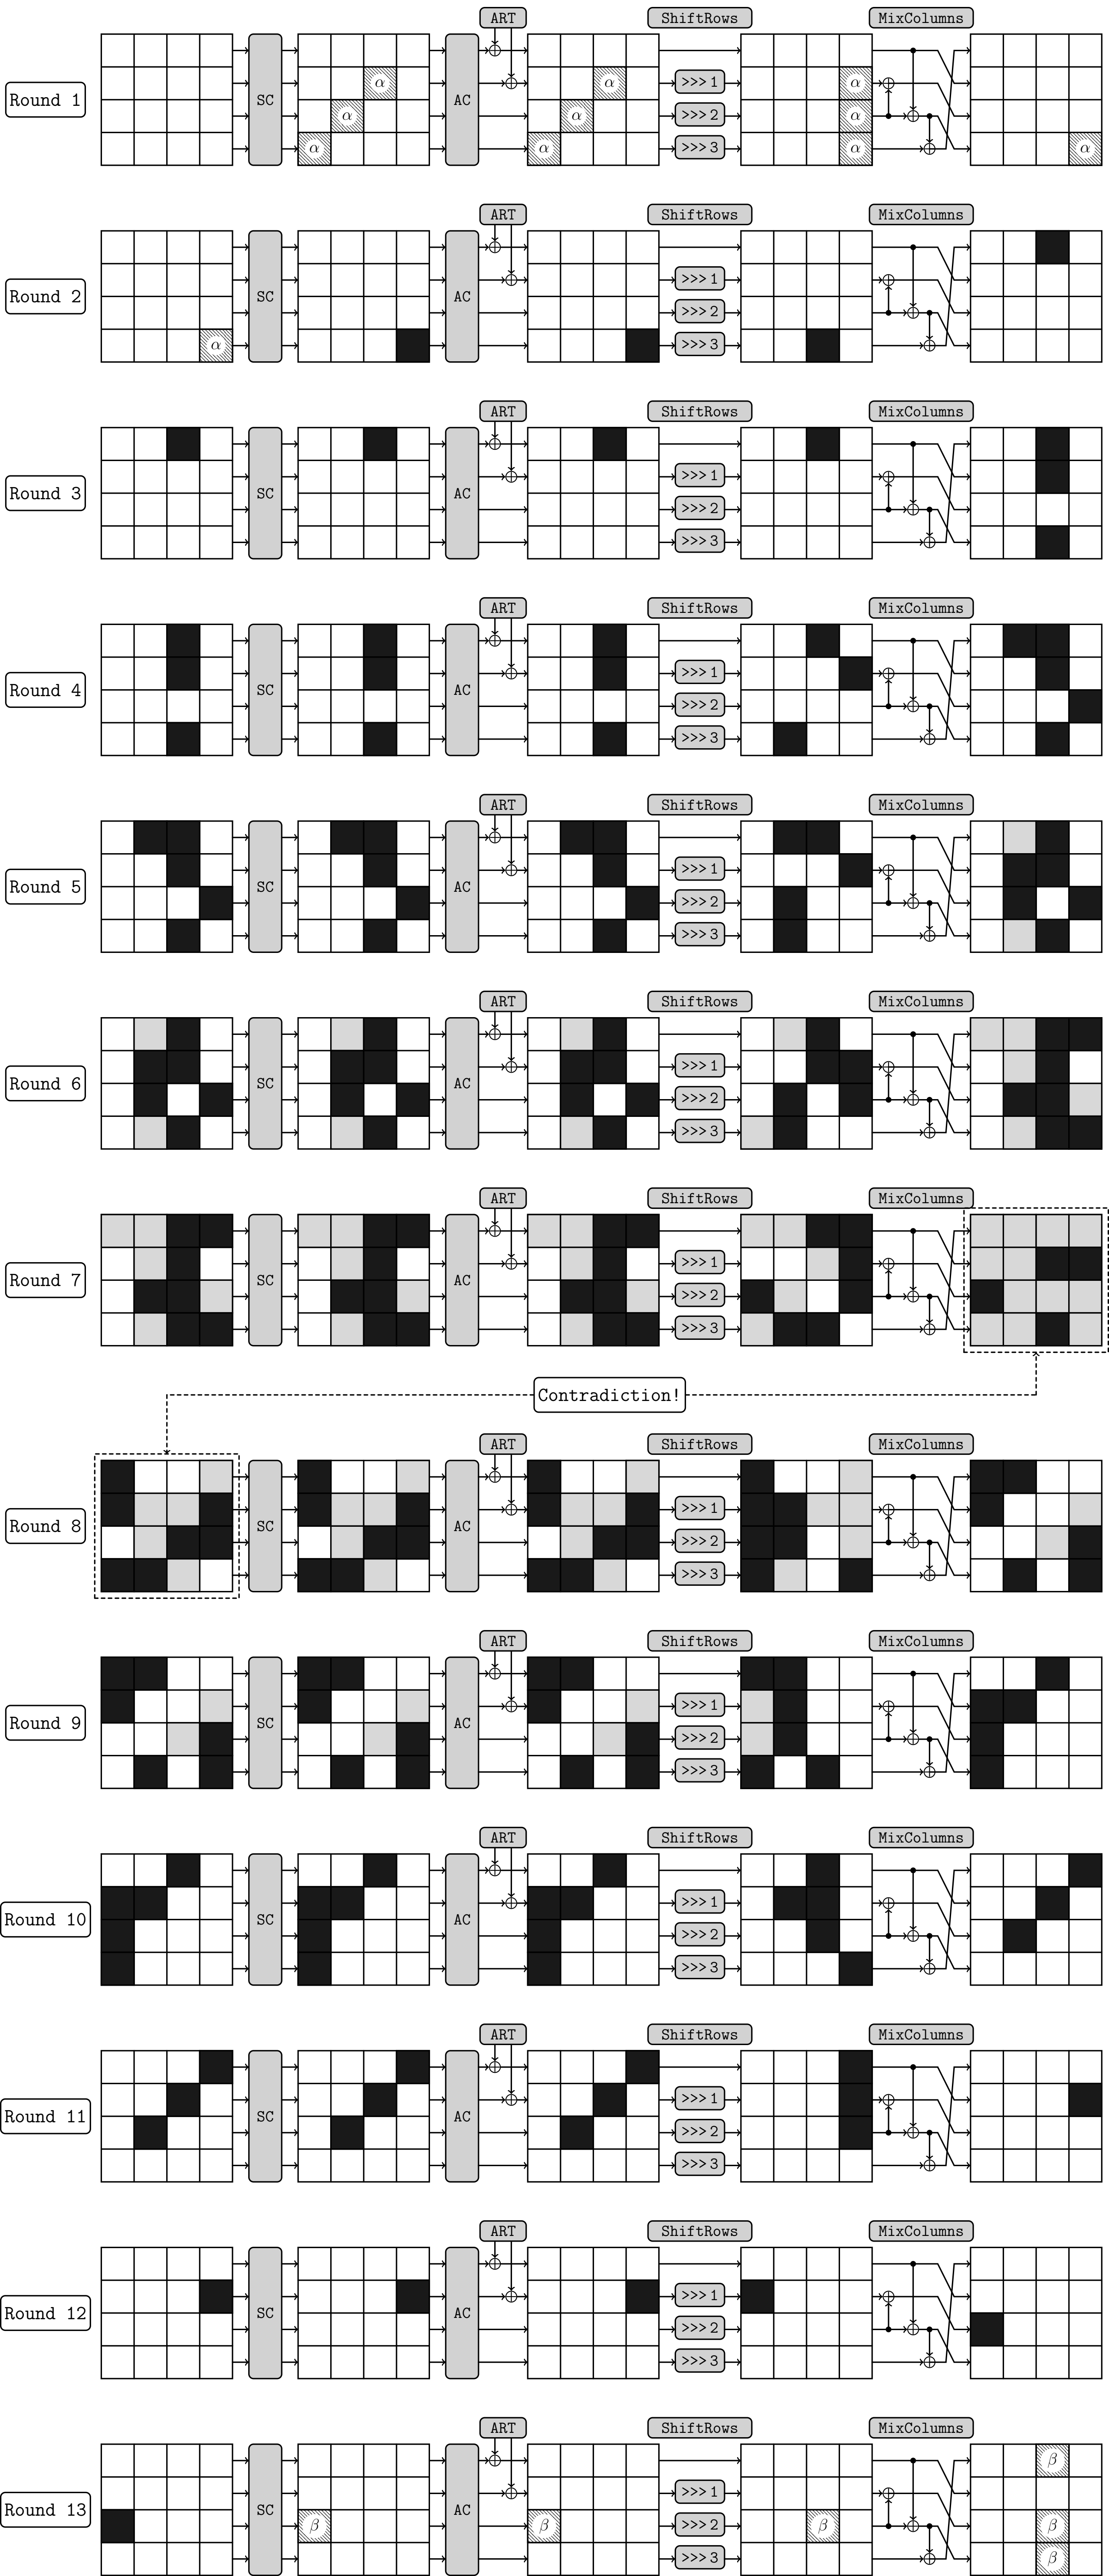 ART ShiftRows MixColumns
α α >>> 1 α
Round 1 SC AC
α α >>> 2 α
α α >>> 3 α α
ART ShiftRows MixColumns
>>> 1
Round 2 SC AC
>>> 2
α >>> 3
ART ShiftRows MixColumns
>>> 1
Round 3 SC AC
>>> 2
>>> 3
ART ShiftRows MixColumns
>>> 1
Round 4 SC AC
>>> 2
>>> 3
ART ShiftRows MixColumns
>>> 1
Round 5 SC AC
>>> 2
>>> 3
ART ShiftRows MixColumns
>>> 1
Round 6 SC AC
>>> 2
>>> 3
ART ShiftRows MixColumns
>>> 1
Round 7 SC AC
>>> 2
>>> 3
Contradiction!
ART ShiftRows MixColumns
>>> 1
Round 8 SC AC
>>> 2
>>> 3
ART ShiftRows MixColumns
>>> 1
Round 9 SC AC
>>> 2
>>> 3
ART ShiftRows MixColumns
>>> 1
Round 10 SC AC
>>> 2
>>> 3
ART ShiftRows MixColumns
>>> 1
Round 11 SC AC
>>> 2
>>> 3
ART ShiftRows MixColumns
>>> 1
Round 12 SC AC
>>> 2
>>> 3
ART ShiftRows MixColumns
β
>>> 1
Round 13 SC AC
β β >>> 2 β β
>>> 3 β